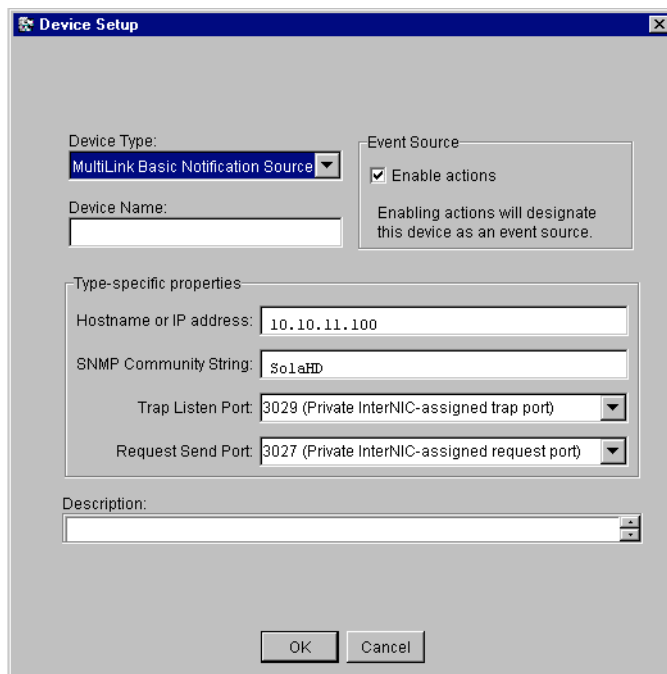 Device Setup
Device Type:
MultiLink Basic Notification Source
Device Name:
Event Source
Enable actions
Enabling actions will designate
this device as an event source.
Type-specific properties
Hostname or IP address: 10.10.11.100
SNMP Community String: SolaHD
Trap Listen Port: 3029 (Private InterNIC-assigned trap port)
Request Send Port: 3027 (Private InterNIC-assigned request port)
Description:
OK Cancel